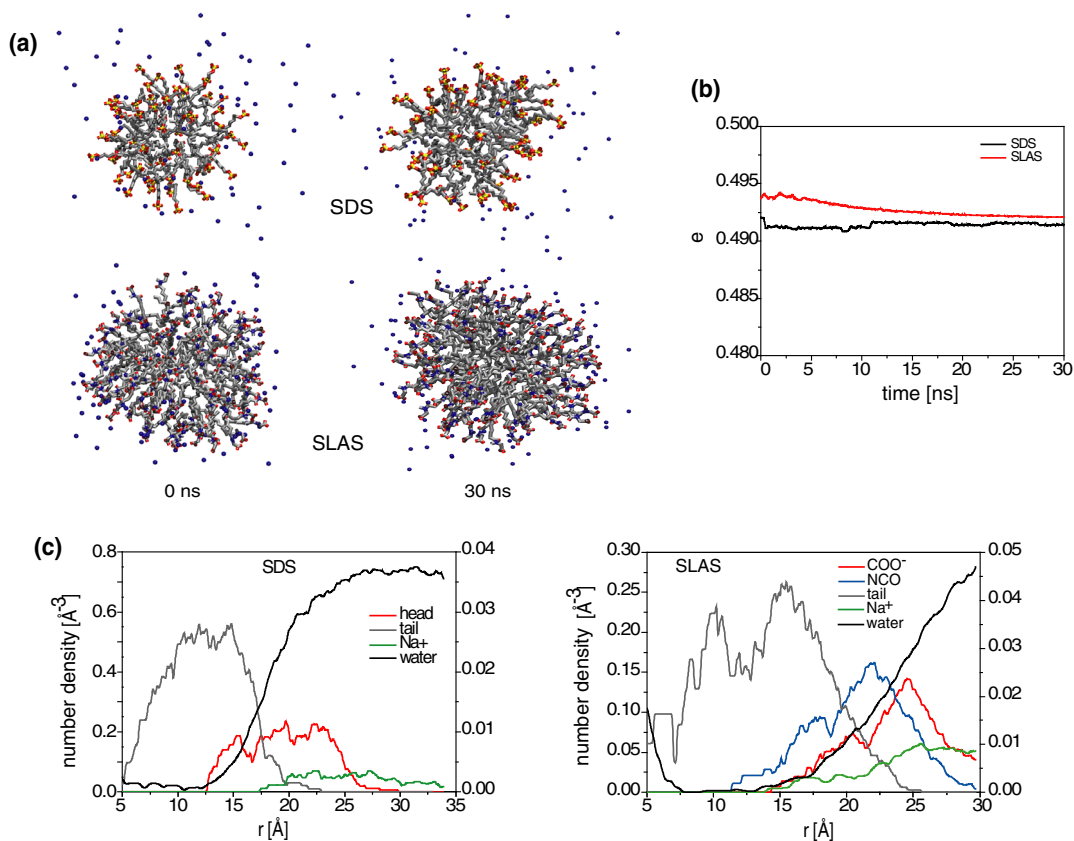 (a)
SDS
SLAS
0 ns
30 ns
(b)
0.500
0.495
0.490
0.485
0.480
e
SDS
SLAS
0 5 10 15 20 25 30
time [ns]
(c)
SDS
number density [Å-3]
0.8
0.6
0.4
0.2
0.0
0.04
0.03
0.02
0.01
0.00
head
tail
Na+
water
5 10 15 20 25 30 35
r [Å]
SLAS
number density [Å-3]
0.30
0.25
0.20
0.15
0.10
0.05
0.00
0.05
0.04
0.03
0.02
0.01
0.00
COO-
NCO
tail
Na+
water
5 10 15 20 25 30
r [Å]